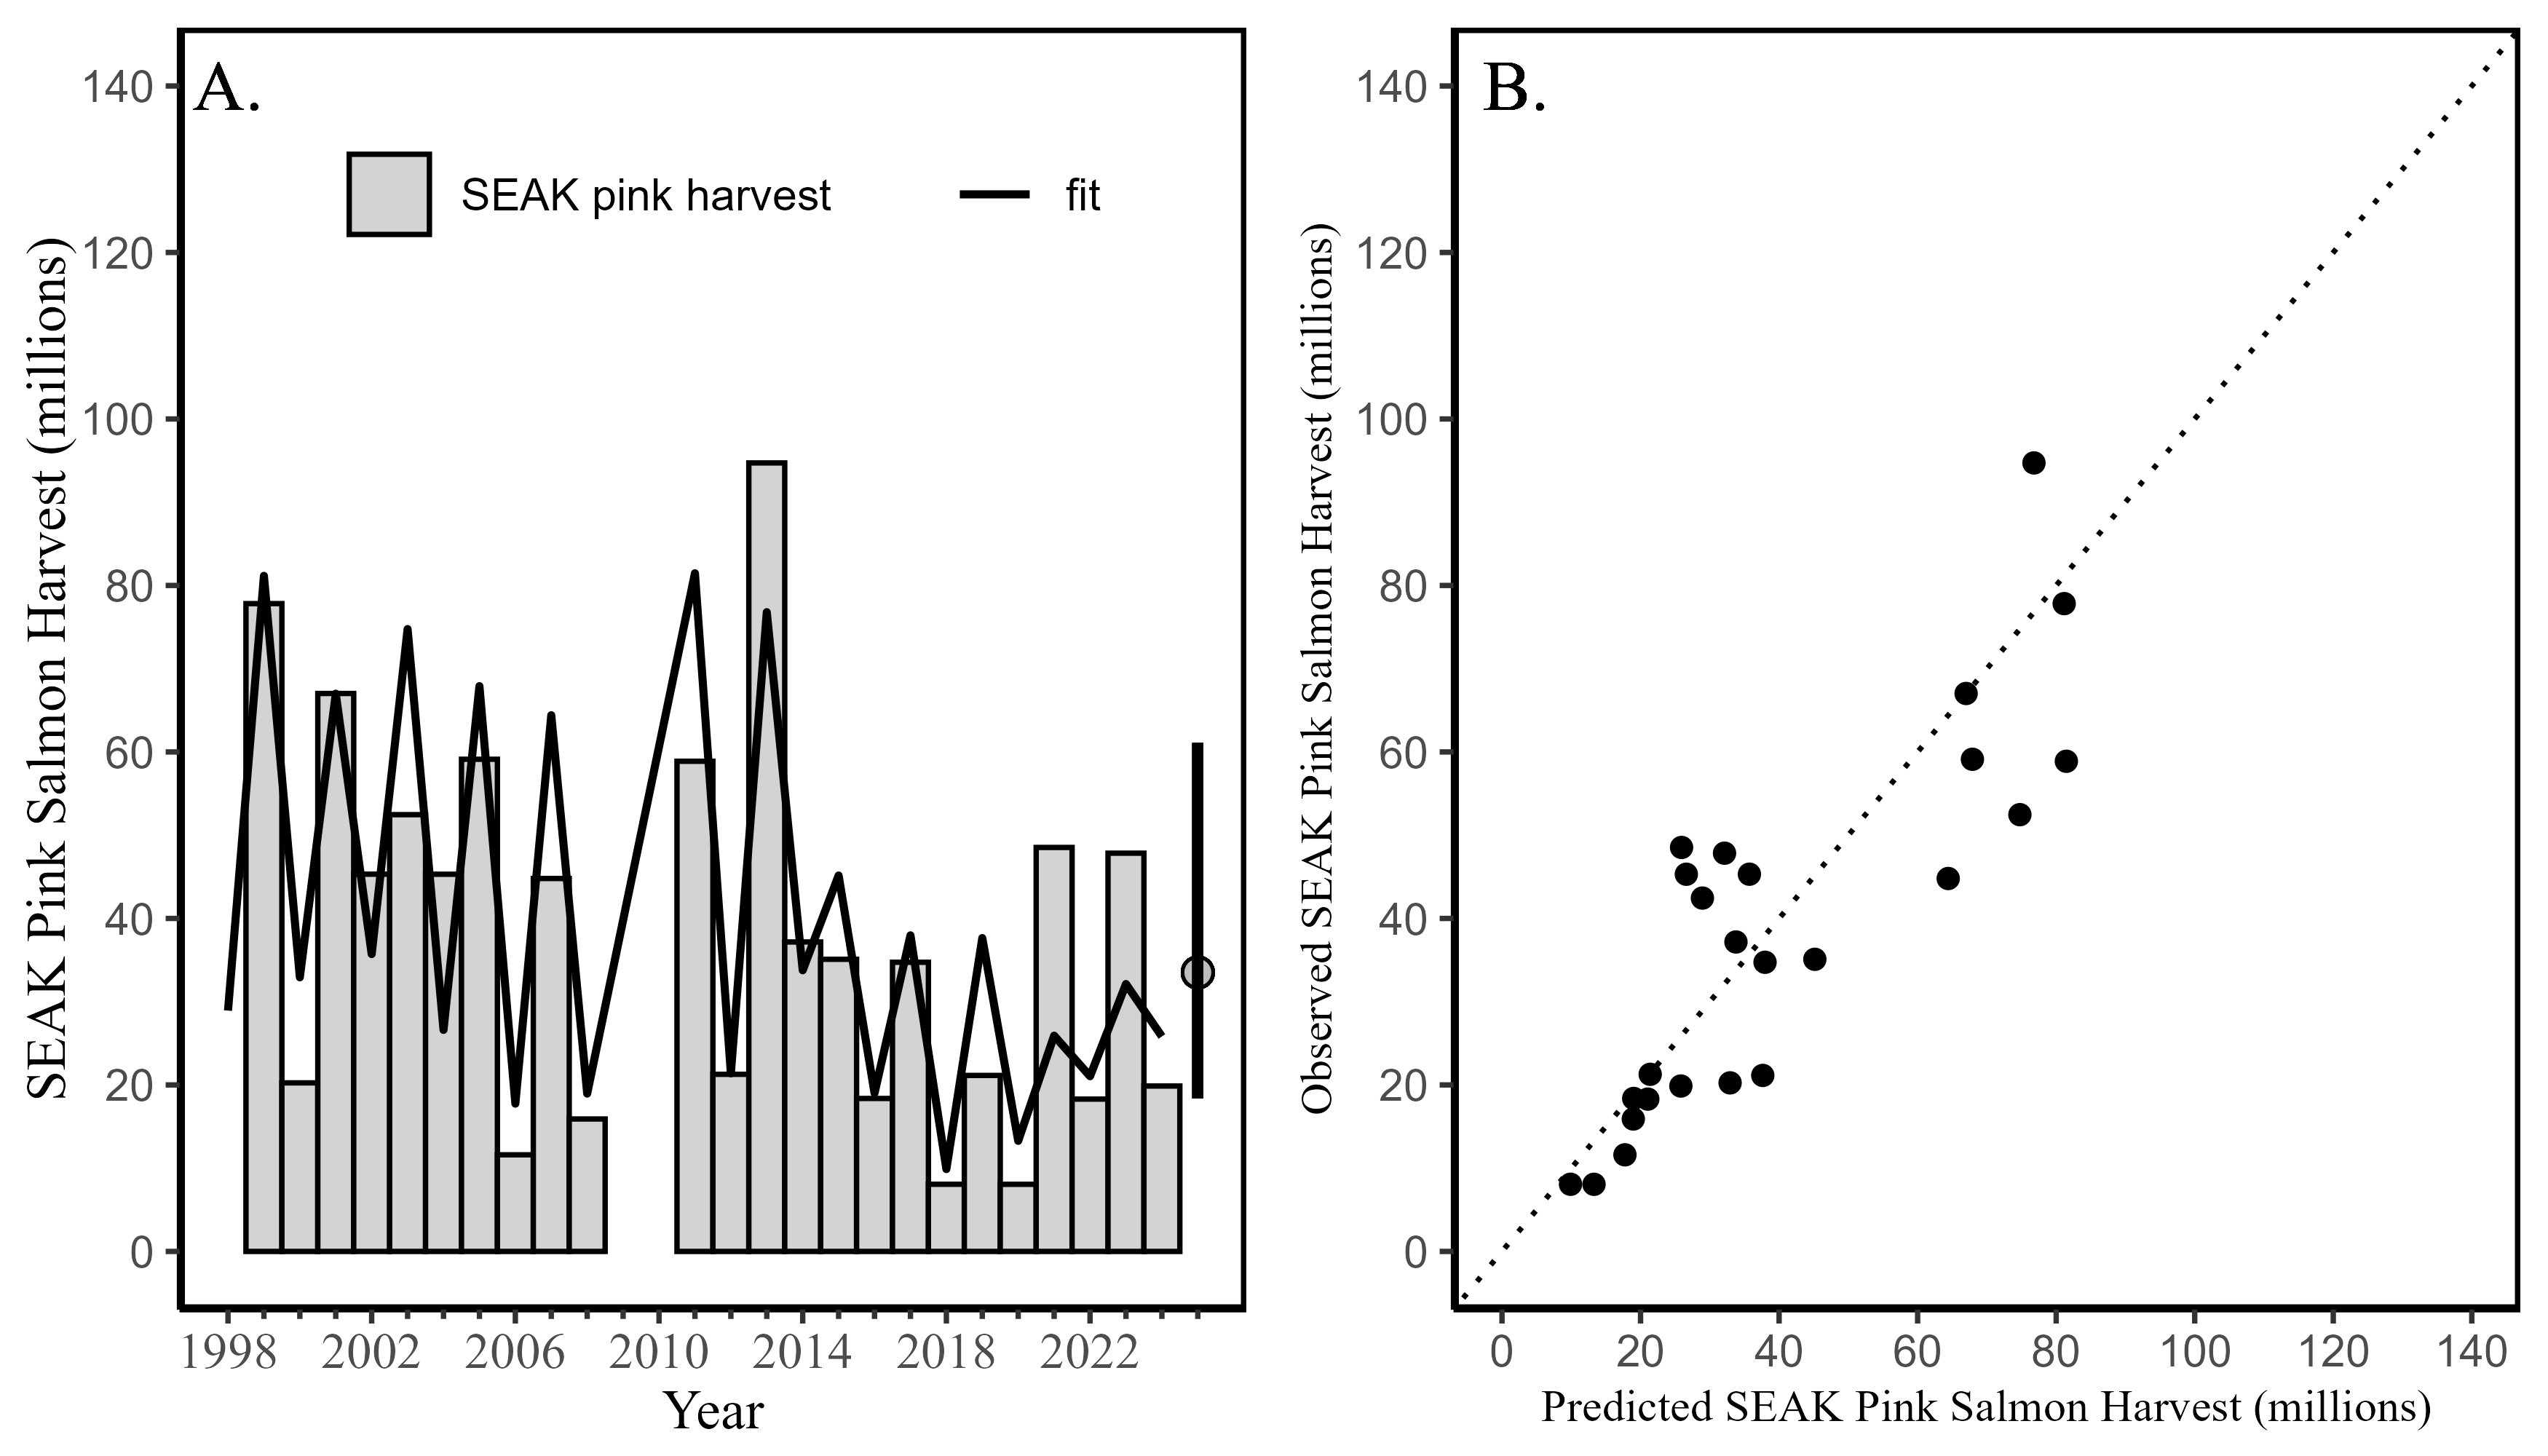 A.
SEAK pink harvest fit
SEAK Pink Salmon Harvest (millions)
140
120
100
80
60
40
20
0
1998 2002 2006 2010 2014 2018 2022
Year
B.
Observed SEAK Pink Salmon Harvest (millions)
140
120
100
80
60
40
20
0
0 20 40 60 80 100 120 140
Predicted SEAK Pink Salmon Harvest (millions)